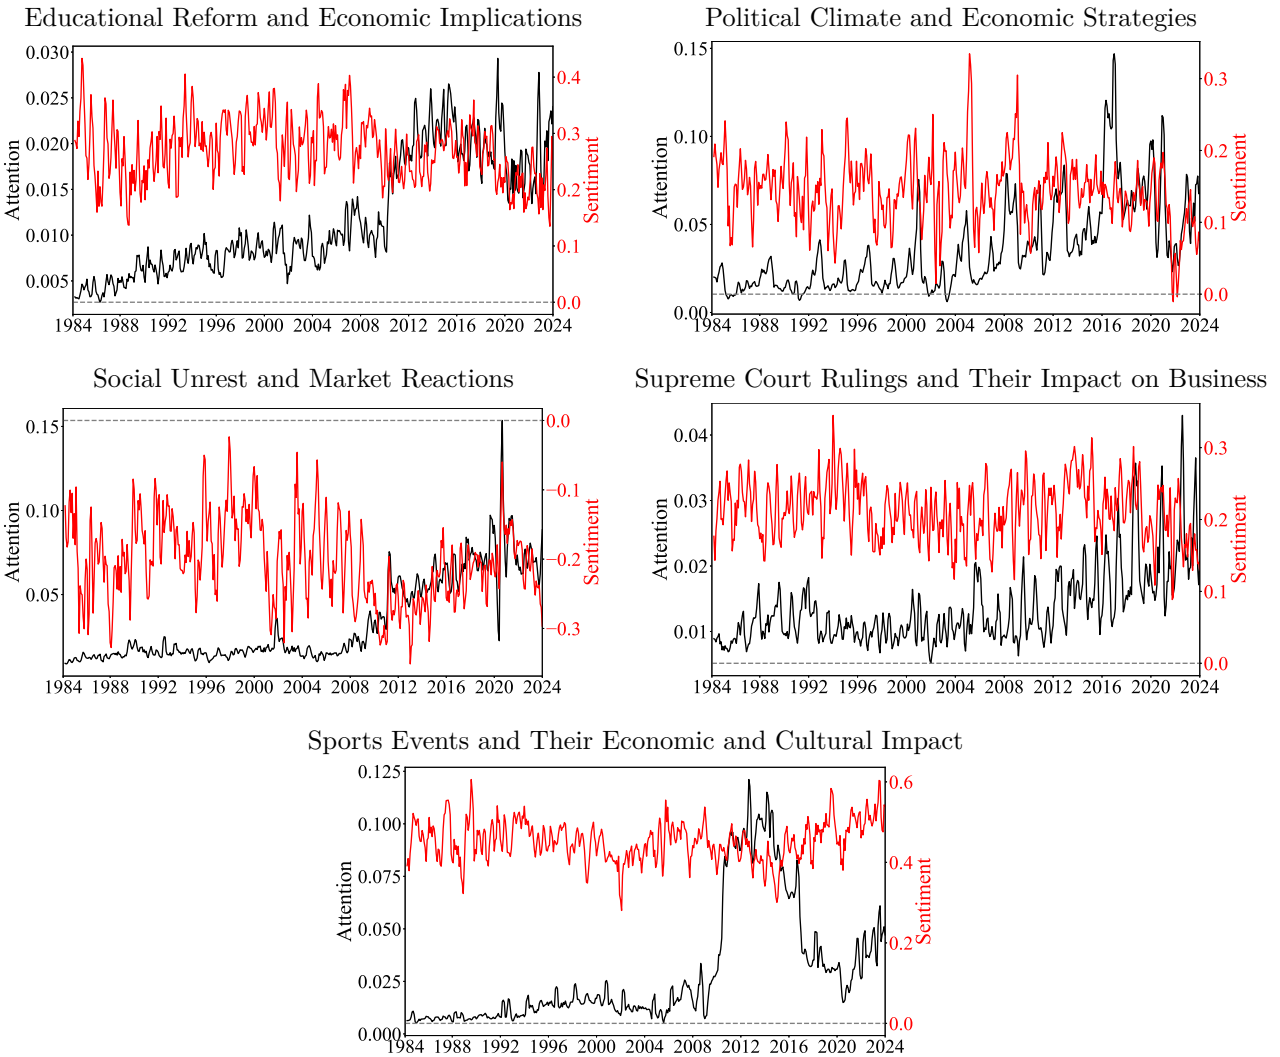 Educational Reform and Economic Implications
0.030
0.025
0.020
0.015
0.010
0.005
Attention
0.4
0.3
0.2
0.1
0.0
Sentiment
1984 1988 1992 1996 2000 2004 2008 2012 2016 2020 2024
Political Climate and Economic Strategies
0.15
0.10
0.05
0.00
Attention
0.3
0.2
0.1
0.0
Sentiment
1984 1988 1992 1996 2000 2004 2008 2012 2016 2020 2024
Social Unrest and Market Reactions
0.15
0.10
0.05
Attention
0.0
−0.1
−0.2
−0.3
Sentiment
1984 1988 1992 1996 2000 2004 2008 2012 2016 2020 2024
Supreme Court Rulings and Their Impact on Business
0.04
0.03
0.02
0.01
Attention
0.3
0.2
0.1
0.0
Sentiment
1984 1988 1992 1996 2000 2004 2008 2012 2016 2020 2024
Sports Events and Their Economic and Cultural Impact
0.125
0.100
0.075
0.050
0.025
0.000
Attention
0.6
0.4
0.2
0.0
Sentiment
1984 1988 1992 1996 2000 2004 2008 2012 2016 2020 2024